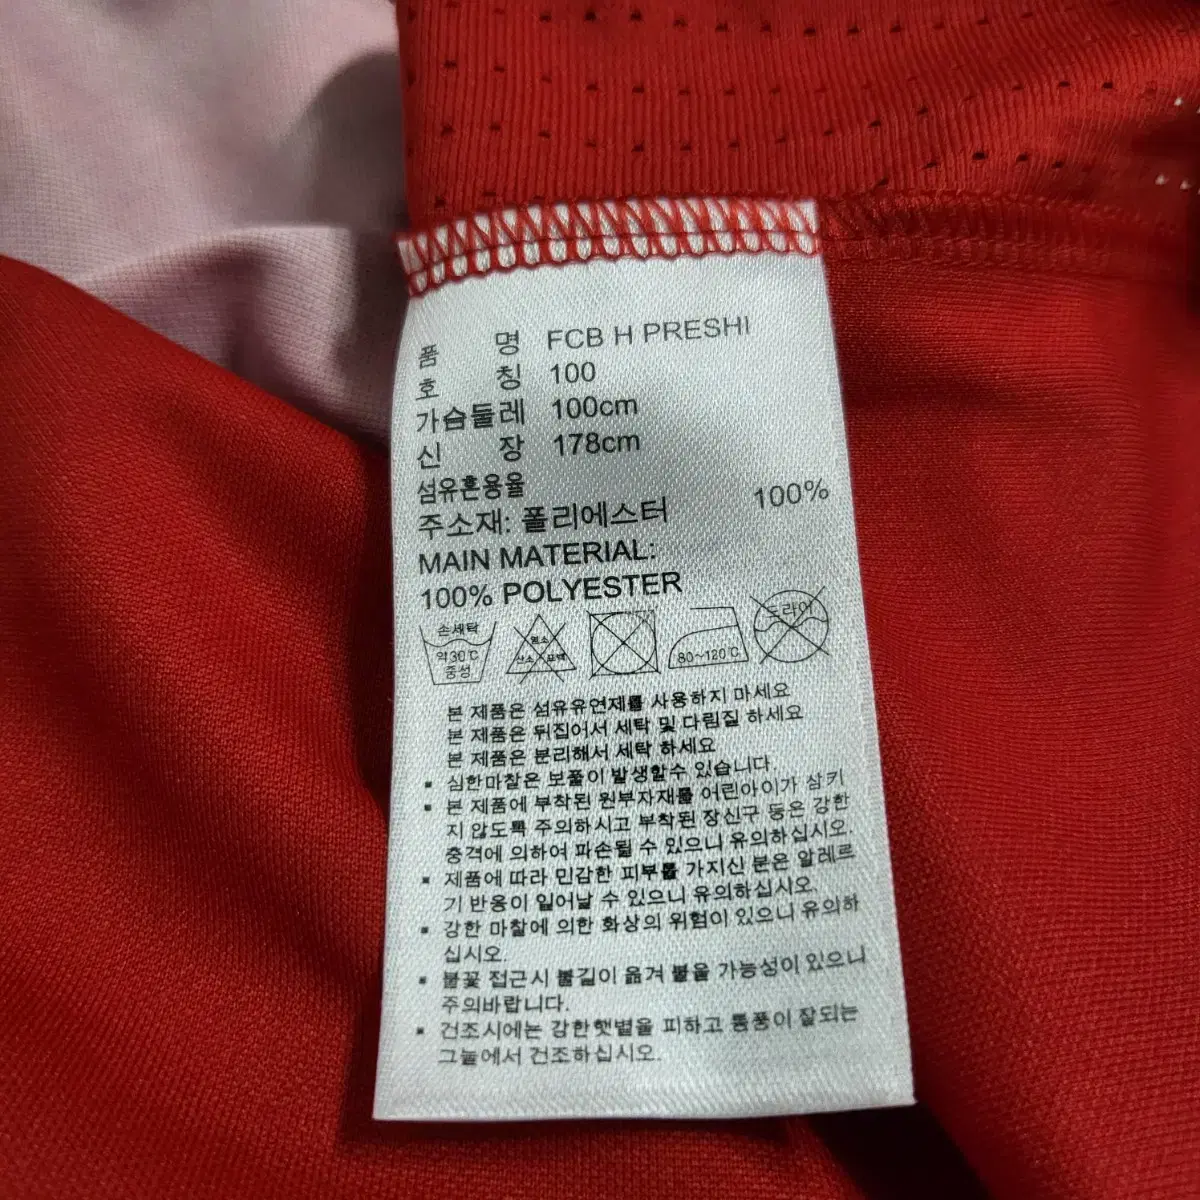 품 명 FCB H PRESHI
호 칭 100
가슴둘레 100cm
신 장 178cm
섬유혼용율
주소재: 폴리에스터 100%
MAIN MATERIAL:
100% POLYESTER
손세탁
약30℃
중성
염소
산소 표백
80~120℃
드라이
본 제품은 섬유유연제를 사용하지 마세요
본 제품은 뒤집어서 세탁 및 다림질 하세요
본 제품은 분리해서 세탁 하세요
▪ 심한마찰은 보풀이 발생할수 있습니다.
▪ 본 제품에 부착된 원부자재를 어린아이가 삼키
지 않도록 주의하시고 부착된 장신구 등은 강한
충격에 의하여 파손될 수 있으니 유의하십시오.
▪ 제품에 따라 민감한 피부를 가지신 분은 알레르
기 반응이 일어날 수 있으니 유의하십시오.
▪ 강한 마찰에 의한 화상의 위험이 있으니 유의하
십시오.
▪ 불꽃 접근시 불길이 옮겨 붙을 가능성이 있으니
주의바랍니다.
▪ 건조시에는 강한햇볕을 피하고 통풍이 잘되는
그늘에서 건조하십시오.